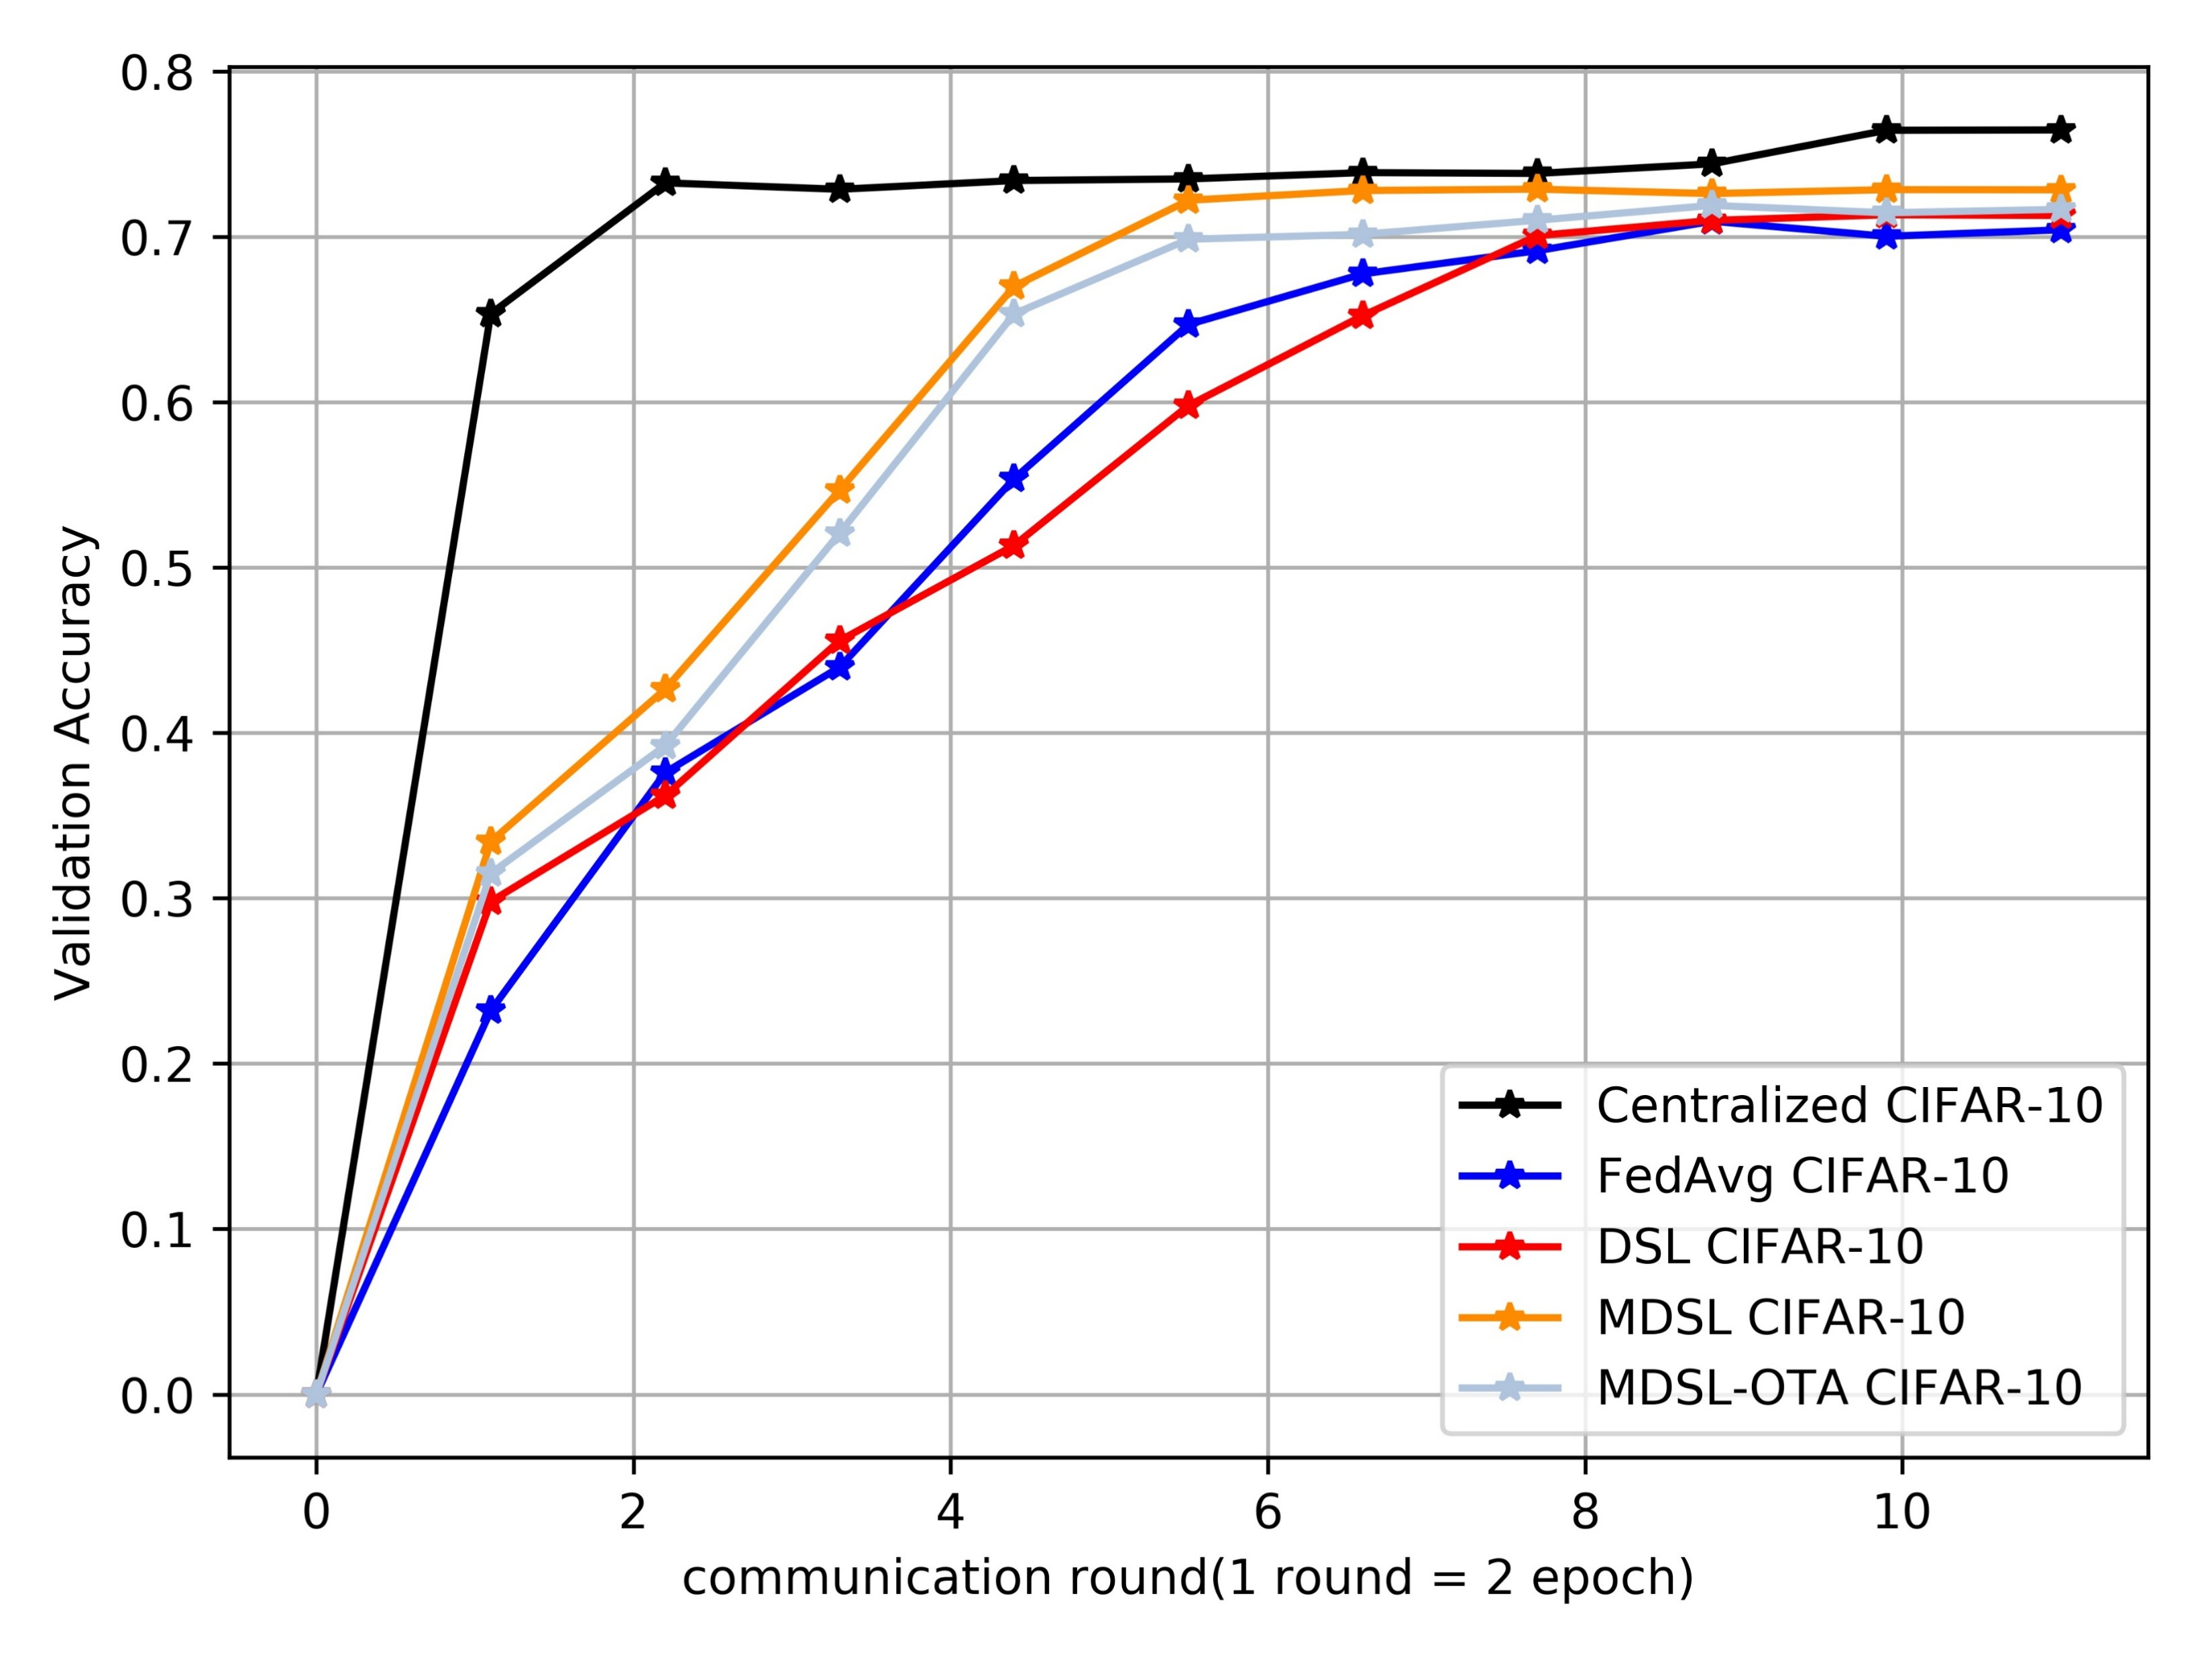 0.8
0.7
0.6
0.5
0.4
0.3
0.2
0.1
0.0
Validation Accuracy
Centralized CIFAR-10
FedAvg CIFAR-10
DSL CIFAR-10
MDSL CIFAR-10
MDSL-OTA CIFAR-10
0 2 4 6 8 10
communication round(1 round = 2 epoch)